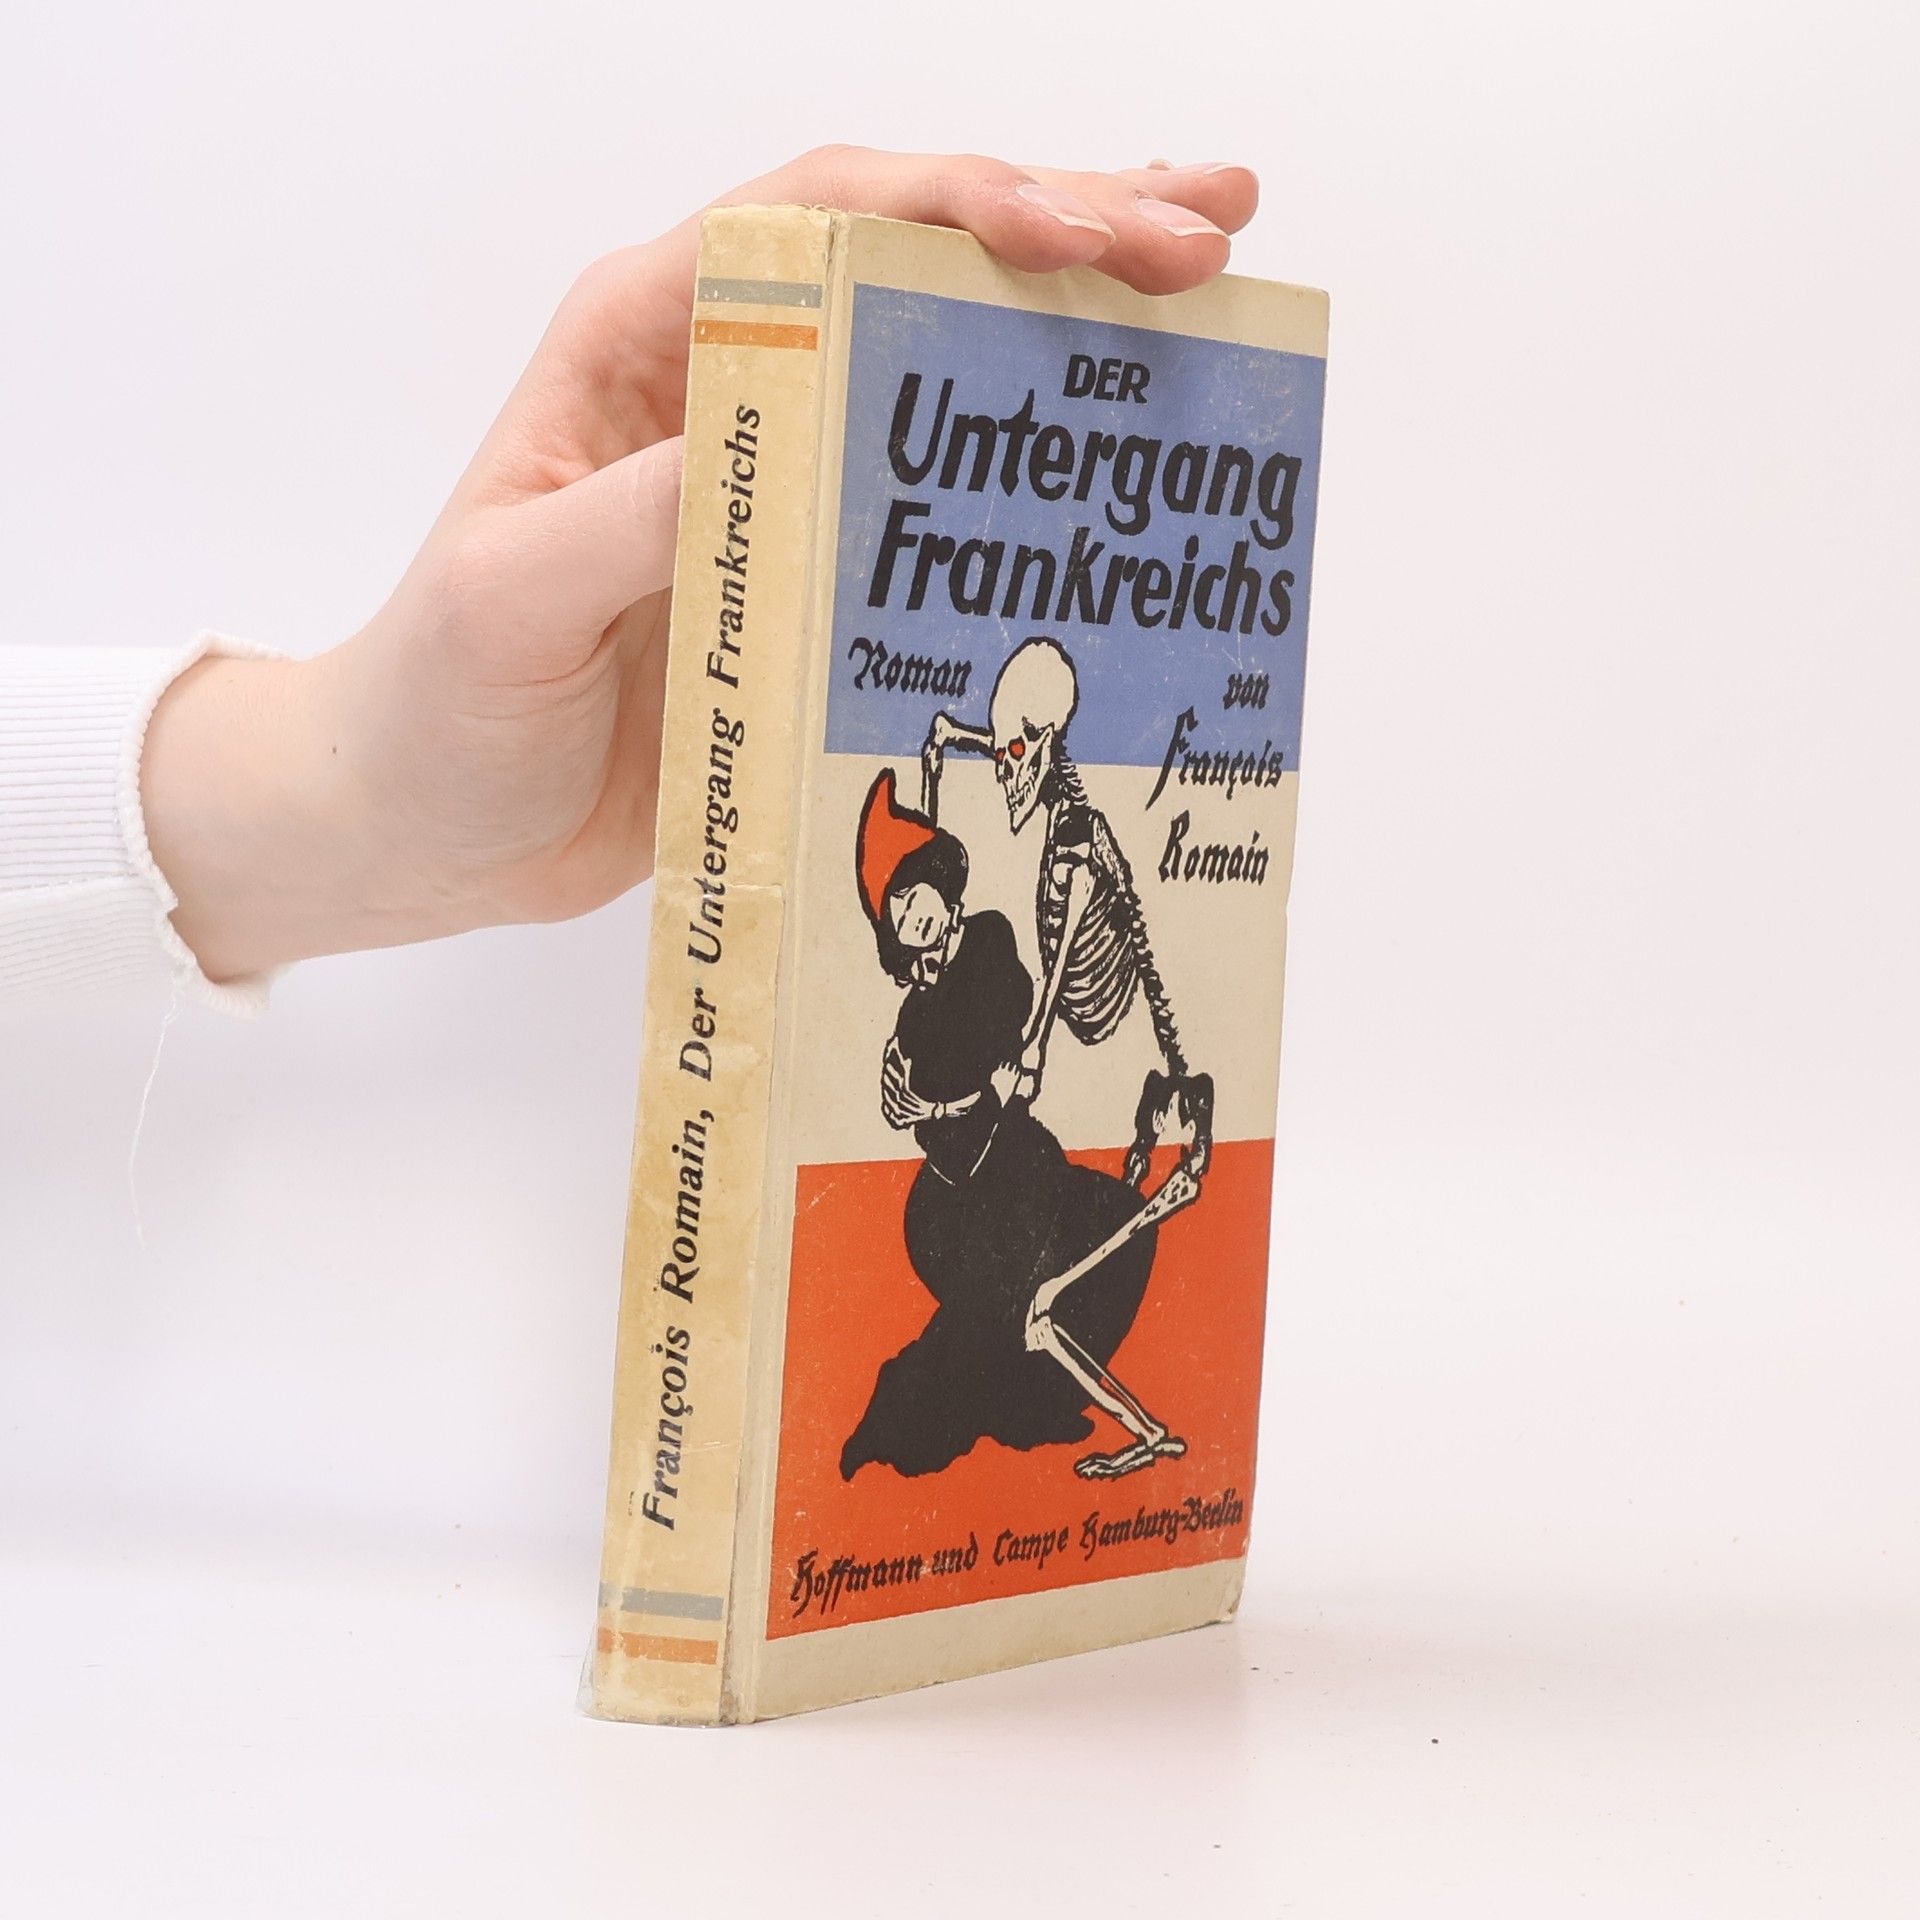 François Romain, Der Untergang Frankreichs
DER
Untergang
Frankreichs
Roman
von
François
Romain
Hoffmann und Campe Hamburg-Berlin